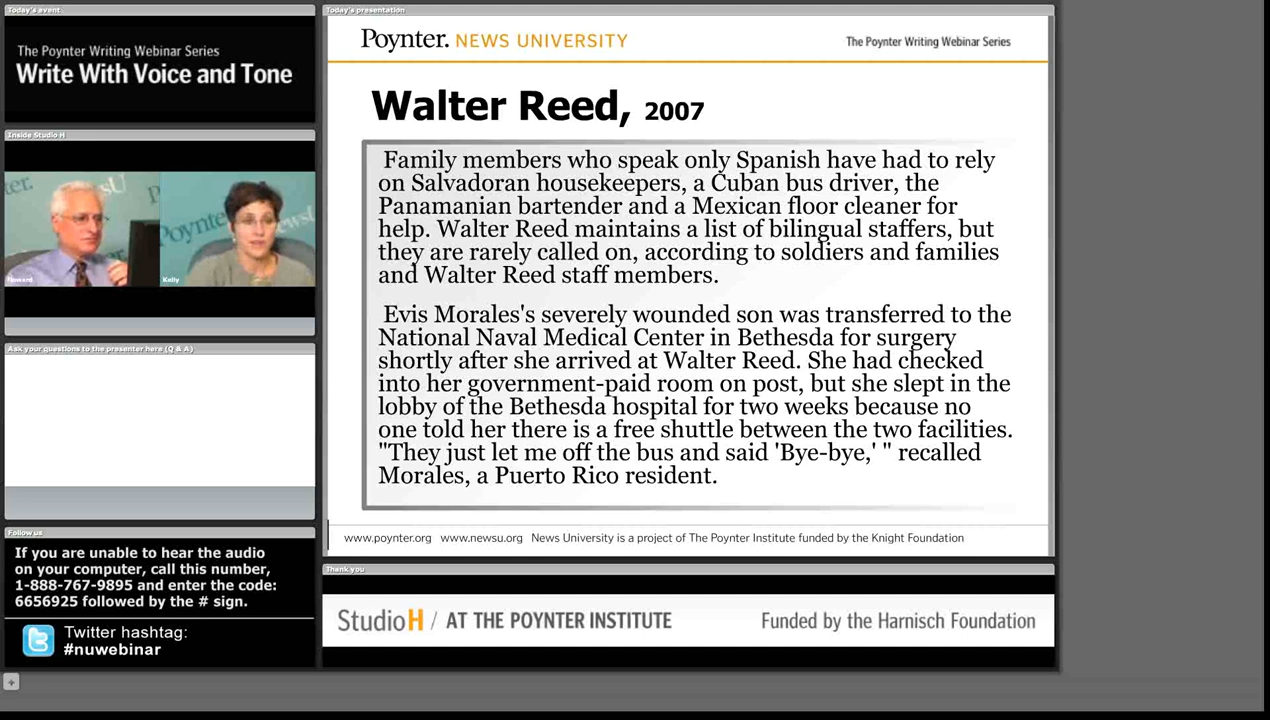 Today's event
The Poynter Writing Webinar Series
Write With Voice and Tone
Inside Studio H
Howard
Kelly
Ask your questions to the presenter here (Q & A)
Follow us
If you are unable to hear the audio
on your computer, call this number,
1-888-767-9895 and enter the code:
6656925 followed by the # sign.
Twitter hashtag:
#nuwebinar
Today's presentation
Poynter. NEWS UNIVERSITY
The Poynter Writing Webinar Series
Walter Reed, 2007
Family members who speak only Spanish have had to rely
on Salvadoran housekeepers, a Cuban bus driver, the
Panamanian bartender and a Mexican floor cleaner for
help. Walter Reed maintains a list of bilingual staffers, but
they are rarely called on, according to soldiers and families
and Walter Reed staff members.
Evis Morales's severely wounded son was transferred to the
National Naval Medical Center in Bethesda for surgery
shortly after she arrived at Walter Reed. She had checked
into her government-paid room on post, but she slept in the
lobby of the Bethesda hospital for two weeks because no
one told her there is a free shuttle between the two facilities.
"They just let me off the bus and said 'Bye-bye,' " recalled
Morales, a Puerto Rico resident.
www.poynter.org www.newsu.org News University is a project of The Poynter Institute funded by the Knight Foundation
Thank you
StudioH / AT THE POYNTER INSTITUTE
Funded by the Harnisch Foundation